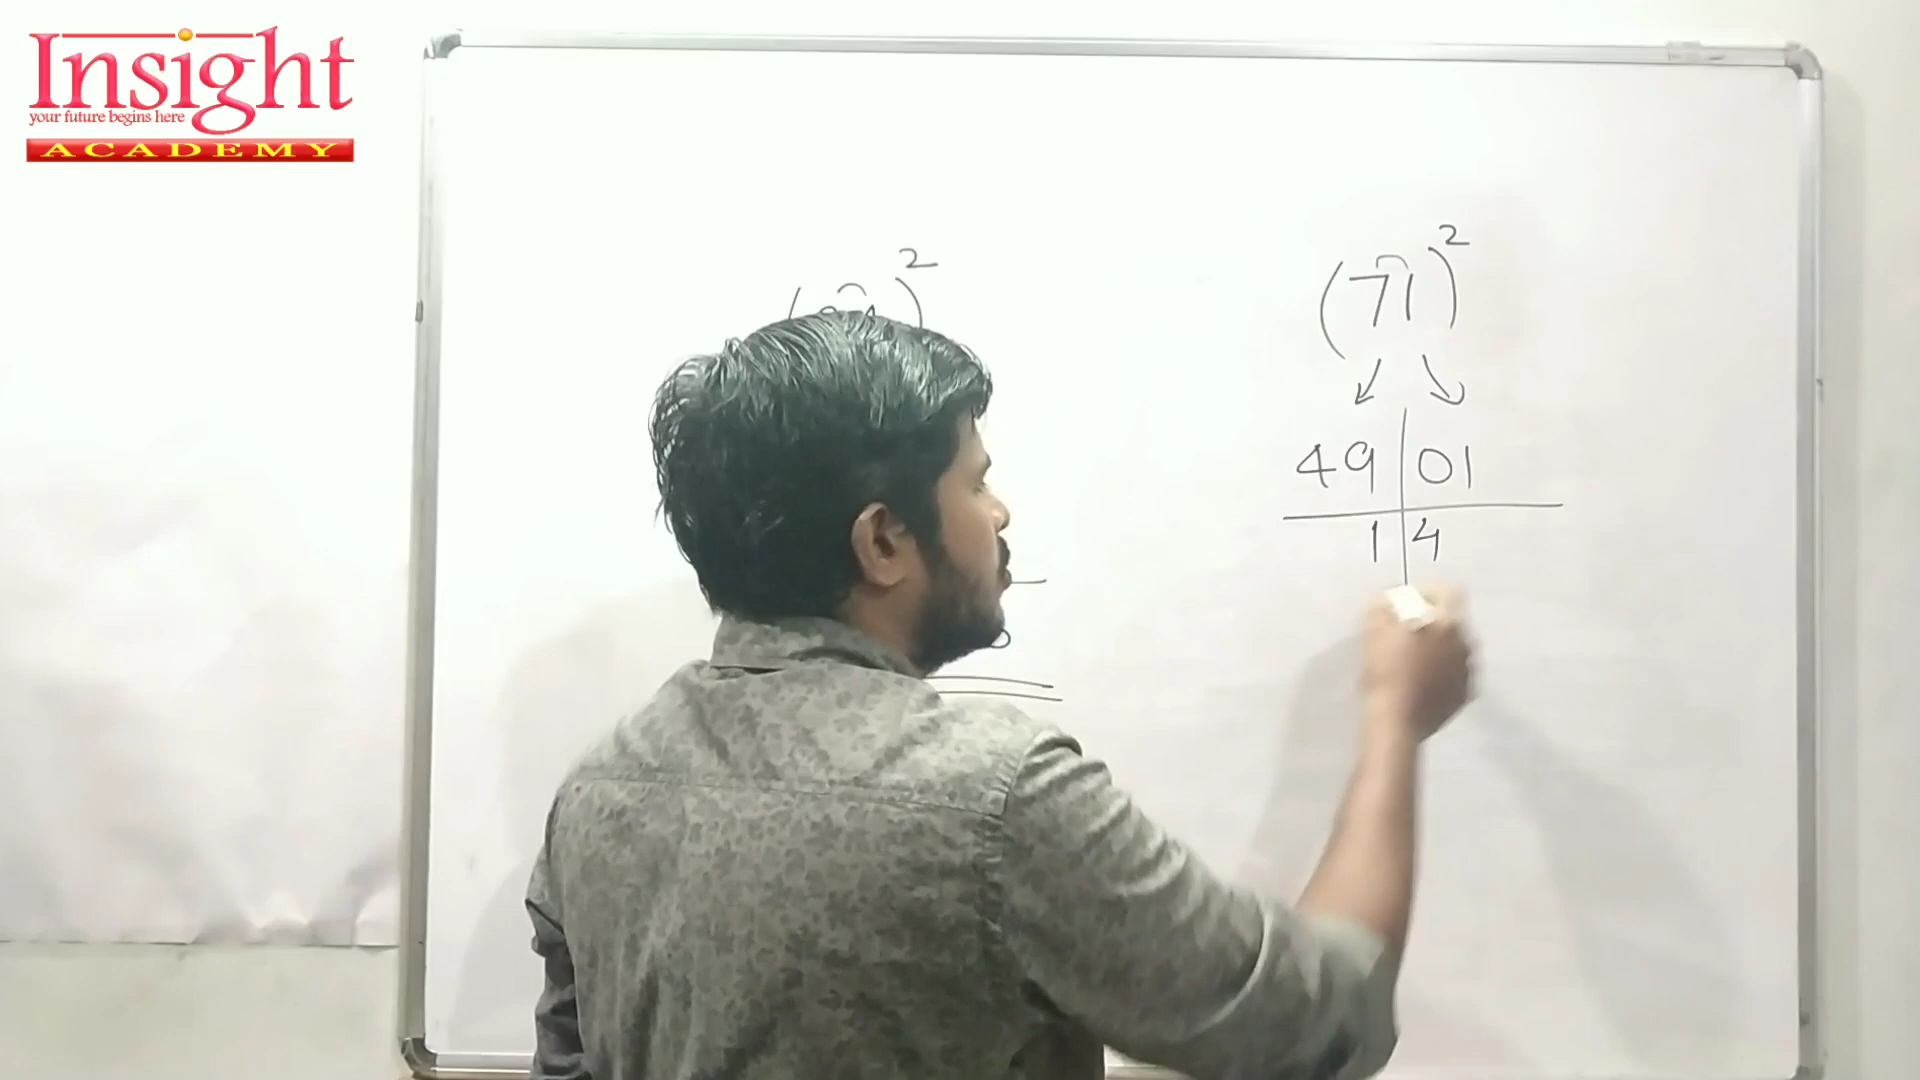 Insight
your future begins here
ACADEMY
( )²
(71)²
49 | 01
1 | 4